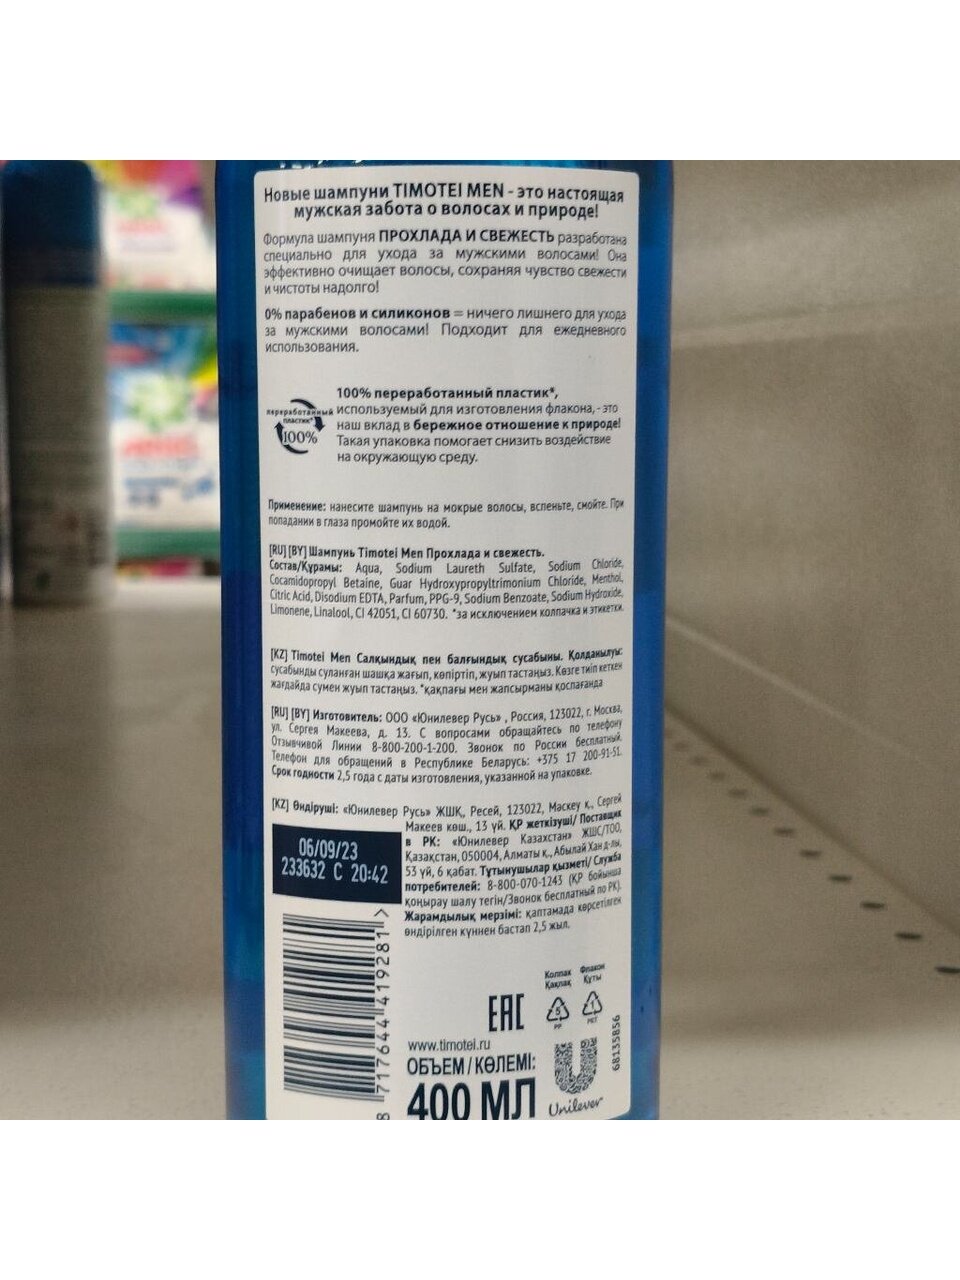 Новые шампуни TIMOTEI MEN - это настоящая
мужская забота о волосах и природе!
Формула шампуня ПРОХЛАДА И СВЕЖЕСТЬ разработана
специально для ухода за мужскими волосами! Она
эффективно очищает волосы, сохраняя чувство свежести
и чистоты надолго!
0% парабенов и силиконов = ничего лишнего для ухода
за мужскими волосами! Подходит для ежедневного
использования.
переработанный
пластик*
100%
100% переработанный пластик*,
используемый для изготовления флакона, - это
наш вклад в бережное отношение к природе!
Такая упаковка помогает снизить воздействие
на окружающую среду.
Применение: нанесите шампунь на мокрые волосы, вспеньте, смойте. При
попадании в глаза промойте их водой.
[RU] [BY] Шампунь Timotei Men Прохлада и свежесть.
Состав/Құрамы: Aqua, Sodium Laureth Sulfate, Sodium Chloride,
Cocamidopropyl Betaine, Guar Hydroxypropyltrimonium Chloride, Menthol,
Citric Acid, Disodium EDTA, Parfum, PPG-9, Sodium Benzoate, Sodium Hydroxide,
Limonene, Linalool, CI 42051, CI 60730. *за исключением колпачка и этикетки.
[KZ] Timotei Men Салқындық пен балғындық сусабыны. Қолданылуы:
сусабынды суланған шашқа жағып, көпіртіп, жуып тастаңыз. Көзге тиіп кеткен
жағдайда сумен жуып тастаңыз. *қақпағы мен жапсырманы қоспағанда
[RU] [BY] Изготовитель: ООО «Юнилевер Русь» , Россия, 123022, г. Москва,
ул. Сергея Макеева, д. 13. С вопросами обращайтесь по телефону
Отзывчивой Линии 8-800-200-1-200. Звонок по России бесплатный.
Телефон для обращений в Республике Беларусь: +375 17 200-91-51.
Срок годности 2,5 года с даты изготовления, указанной на упаковке.
[KZ] Өндіруші: «Юнилевер Русь» ЖШҚ, Ресей, 123022, Маскеу қ., Сергей
Макеев көш., 13 үй. ҚР жеткізуші/ Поставщик
в РК: «Юнилевер Казахстан» ЖШС/ТОО,
Қазақстан, 050004, Алматы қ., Абылай Хан д-лы,
53 үй, 6 қабат. Тұтынушылар қызметі/ Служба
потребителей: 8-800-070-1243 (ҚР бойынша
қоңырау шалу тегін/Звонок бесплатный по РК).
Жарамдылық мерзімі: қаптамада көрсетілген
өндірілген күннен бастап 2,5 жыл.
06/09/23
233632 C 20:42
8 717644 419281 >
Колпак
Қақпақ
Флакон
Құты
EAC
5
PP
1
PET
www.timotei.ru
ОБЪЕМ / КӨЛЕМІ:
400 МЛ
Unilever
68135856